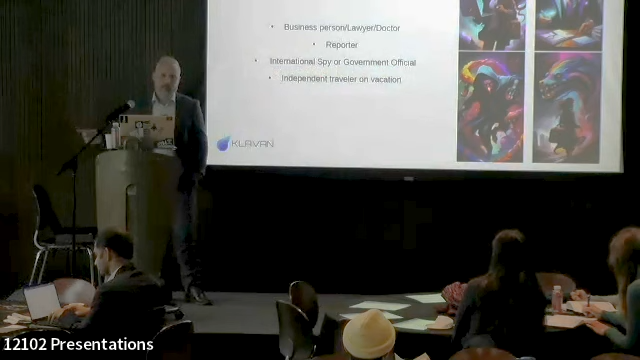 • Business person/Lawyer/Doctor
• Reporter
• International Spy or Government Official
• Independent traveler on vacation
KLAVAN
12102 Presentations